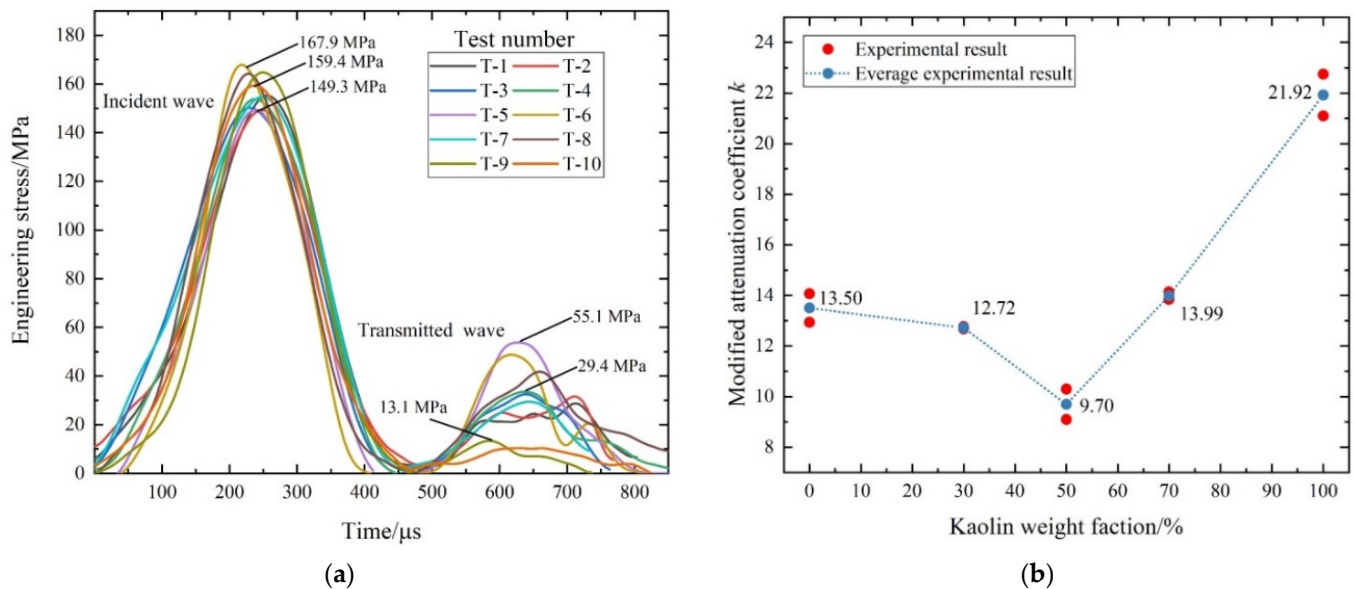 180
160
140
120
100
80
60
40
20
0
Engineering stress/MPa
100 200 300 400 500 600 700 800
Time/μs
Incident wave
167.9 MPa
159.4 MPa
149.3 MPa
Test number
T-1 T-2
T-3 T-4
T-5 T-6
T-7 T-8
T-9 T-10
Transmitted wave
55.1 MPa
29.4 MPa
13.1 MPa
(a)
24
22
20
18
16
14
12
10
8
Modified attenuation coefficient k
Experimental result
Everage experimental result
13.50
12.72
9.70
13.99
21.92
0 10 20 30 40 50 60 70 80 90 100
Kaolin weight faction/%
(b)